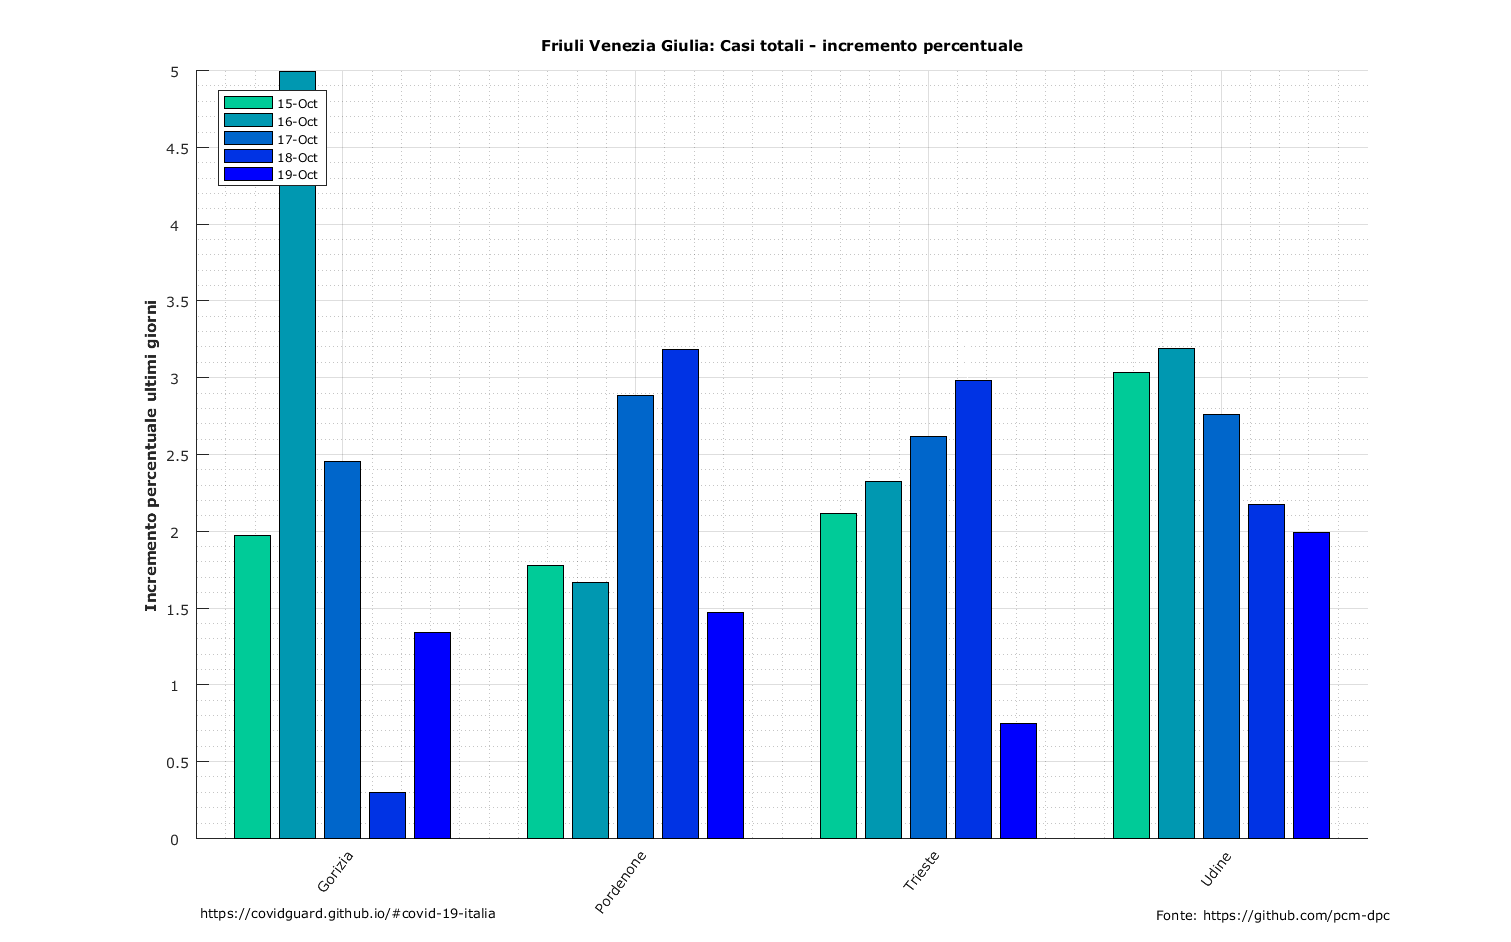 Friuli Venezia Giulia: Casi totali - incremento percentuale
Incremento percentuale ultimi giorni
5
4.5
4
3.5
3
2.5
2
1.5
1
0.5
0
15-Oct
16-Oct
17-Oct
18-Oct
19-Oct
Gorizia
Pordenone
Trieste
Udine
https://covidguard.github.io/#covid-19-italia
Fonte: https://github.com/pcm-dpc